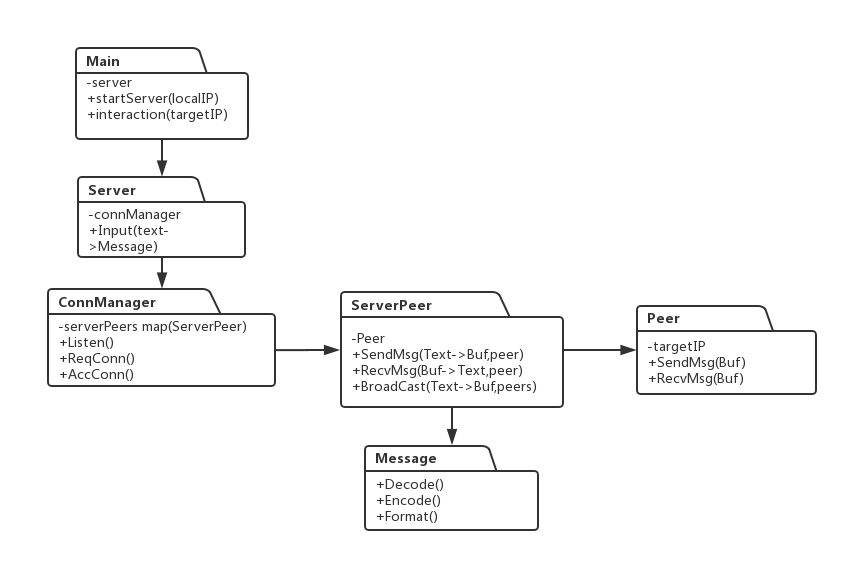 Main
-server
+startServer(localIP)
+interaction(targetIP)
Server
-connManager
+Input(text-
>Message)
ConnManager
-serverPeers map(ServerPeer)
+Listen()
+ReqConn()
+AccConn()
ServerPeer
-Peer
+SendMsg(Text->Buf,peer)
+RecvMsg(Buf->Text,peer)
+BroadCast(Text->Buf,peers)
Peer
-targetIP
+SendMsg(Buf)
+RecvMsg(Buf)
Message
+Decode()
+Encode()
+Format()